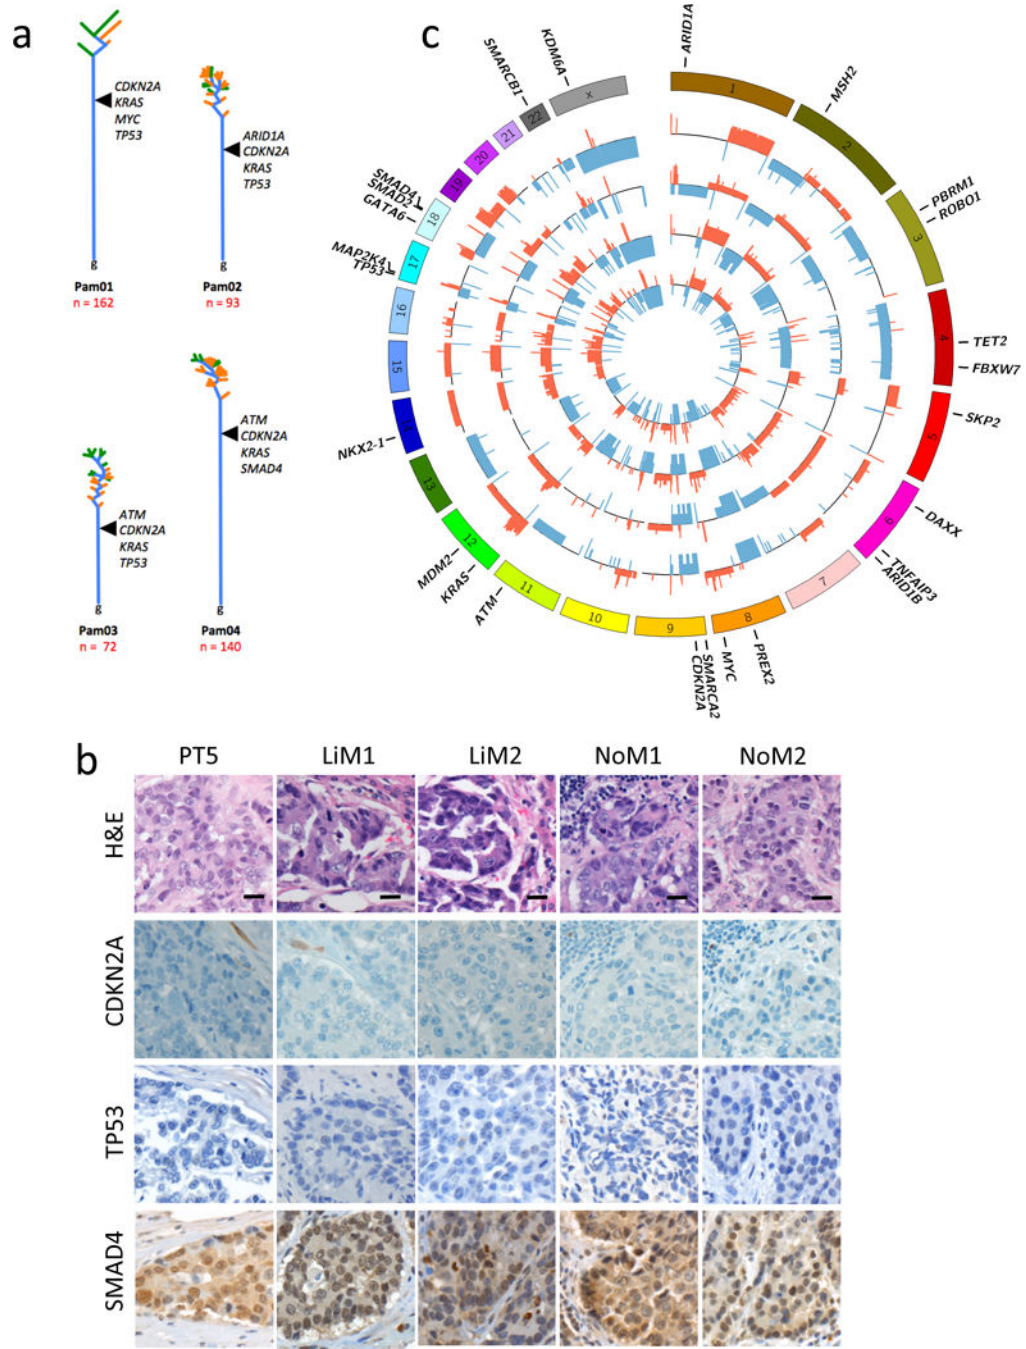 a
CDKN2A
KRAS
MYC
TP53
g
Pam01
n = 162
ARID1A
CDKN2A
KRAS
TP53
g
Pam02
n = 93
ATM
CDKN2A
KRAS
TP53
g
Pam03
n = 72
ATM
CDKN2A
KRAS
SMAD4
g
Pam04
n = 140
c
ARID1A
MSH2
PBRM1
ROBO1
TET2
FBXW7
SKP2
DAXX
TNFAIP3
ARID1B
PREX2
MYC
SMARCA2
CDKN2A
ATM
KRAS
MDM2
NKX2-1
TP53
MAP2K4
GATA6
SMAD2
SMAD4
SMARCB1
KDM6A
1
2
3
4
5
6
7
8
9
10
11
12
13
14
15
16
17
18
19
20
21
22
x
b
PT5 LiM1 LiM2 NoM1 NoM2
H&E
CDKN2A
TP53
SMAD4